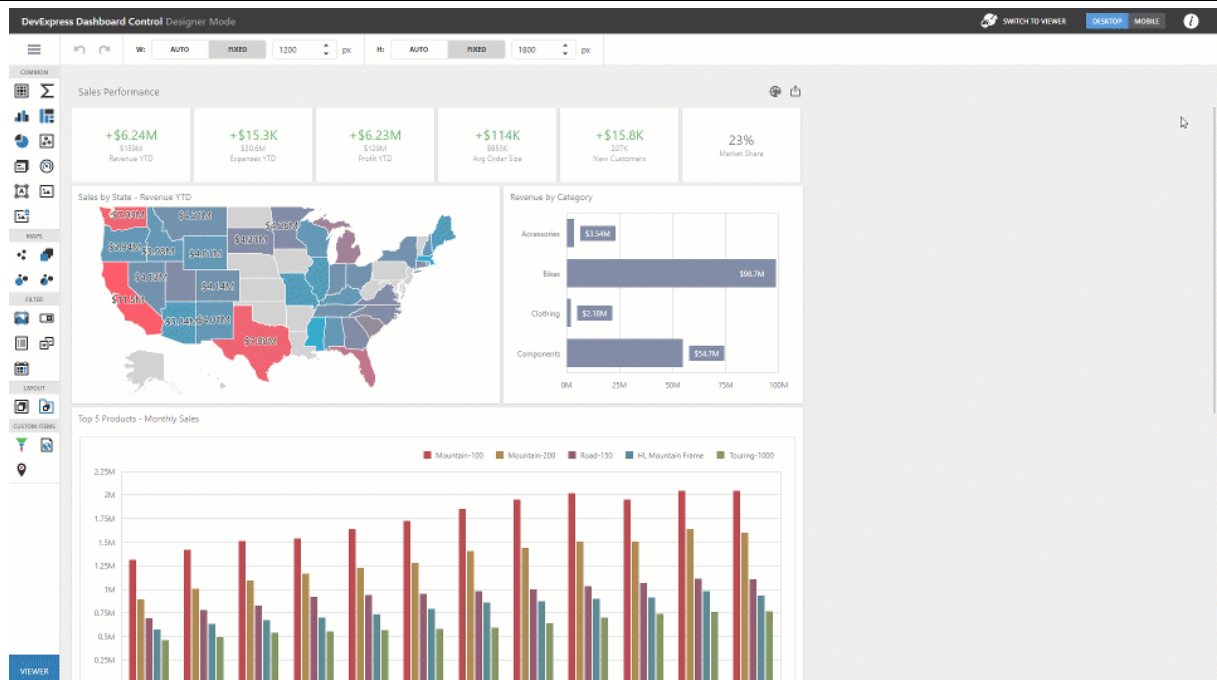 DevExpress Dashboard Control Designer Mode
SWITCH TO VIEWER
DESKTOP MOBILE
W: AUTO FIXED 1200 px H: AUTO FIXED 1800 px
COMMON
MAPS
FILTER
LAYOUT
CUSTOM ITEMS
VIEWER
Sales Performance
+$6.24M
$159M
Revenue YTD
+$15.3K
$30.6M
Expenses YTD
+$6.23M
$129M
Profit YTD
+$114K
$955K
Avg Order Size
+$15.8K
207K
New Customers
23%
Market Share
Sales by State - Revenue YTD
$4.21M
$4.21M
$4.01M
$4.12M
$4.14M
$11.5M
Revenue by Category
Accessories
$3.54M
Bikes
$98.7M
Clothing
$2.18M
Components
$54.7M
0M 25M 50M 75M 100M
Top 5 Products - Monthly Sales
Mountain-100 Mountain-200 Road-150 HL Mountain Frame Touring-1000
2.25M
2M
1.75M
1.5M
1.25M
1M
0.75M
0.5M
0.25M